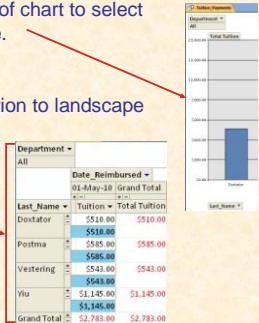 of chart to select
e.
tion to landscape
Tuition Payments
Department
All
Total Tuition
Doxtator
Last_Name
Department
All
Date_Reimbursed
01-May-10 Grand Total
Last_Name Tuition Total Tuition
Doxtator $510.00 $510.00
$510.00
Postma $585.00 $585.00
$585.00
Vestering $543.00 $543.00
$543.00
Yiu $1,145.00 $1,145.00
$1,145.00
Grand Total $2,783.00 $2,783.00